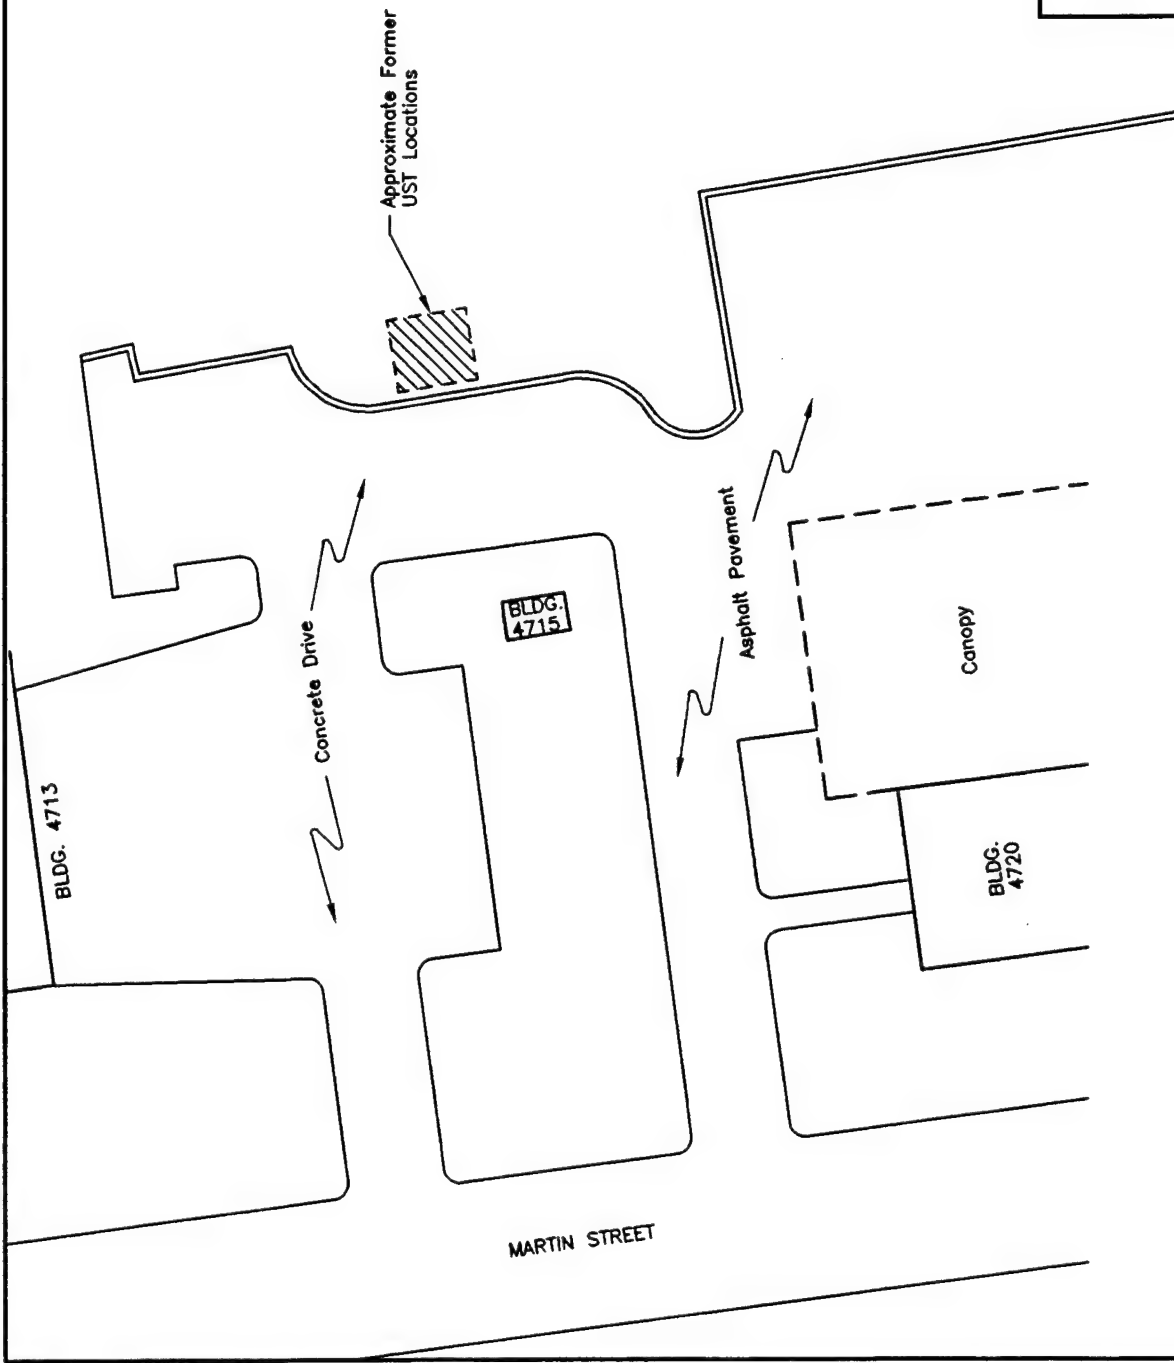 Approximate Former
UST Locations
BLDG. 4713
Concrete Drive
BLDG.
4715
Asphalt Pavement
Canopy
BLDG.
4720
MARTIN STREET